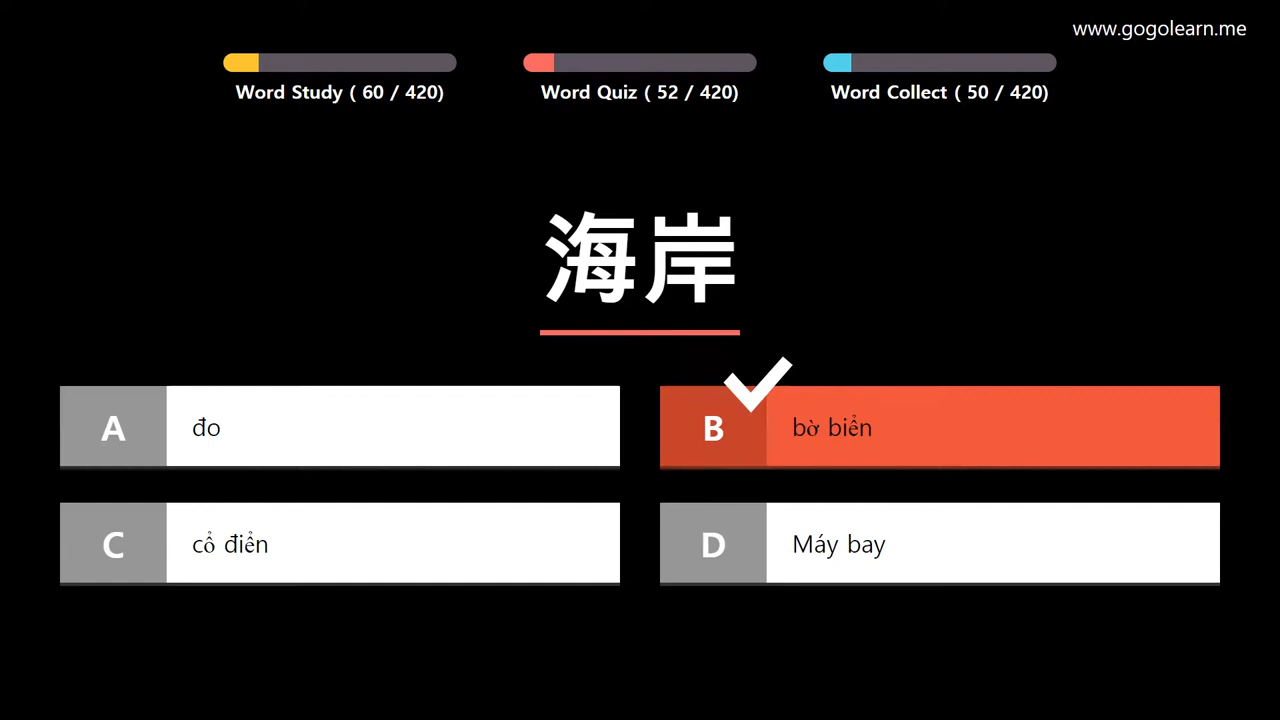 www.gogolearn.me
Word Study ( 60 / 420)
Word Quiz ( 52 / 420)
Word Collect ( 50 / 420)
海岸
A đo
B bờ biển
C cổ điển
D Máy bay